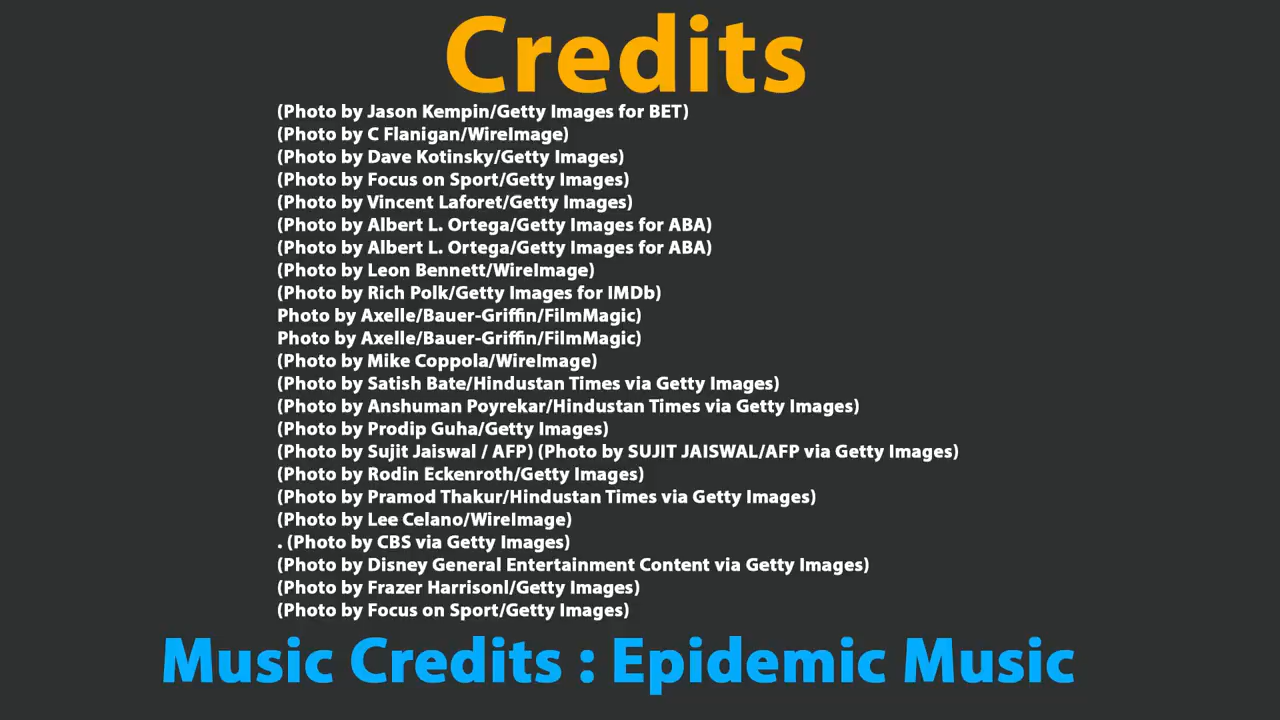 Credits
(Photo by Jason Kempin/Getty Images for BET)
(Photo by C Flanigan/WireImage)
(Photo by Dave Kotinsky/Getty Images)
(Photo by Focus on Sport/Getty Images)
(Photo by Vincent Laforet/Getty Images)
(Photo by Albert L. Ortega/Getty Images for ABA)
(Photo by Albert L. Ortega/Getty Images for ABA)
(Photo by Leon Bennett/WireImage)
(Photo by Rich Polk/Getty Images for IMDb)
Photo by Axelle/Bauer-Griffin/FilmMagic)
Photo by Axelle/Bauer-Griffin/FilmMagic)
(Photo by Mike Coppola/WireImage)
(Photo by Satish Bate/Hindustan Times via Getty Images)
(Photo by Anshuman Poyrekar/Hindustan Times via Getty Images)
(Photo by Prodip Guha/Getty Images)
(Photo by Sujit Jaiswal / AFP) (Photo by SUJIT JAISWAL/AFP via Getty Images)
(Photo by Rodin Eckenroth/Getty Images)
(Photo by Pramod Thakur/Hindustan Times via Getty Images)
(Photo by Lee Celano/WireImage)
. (Photo by CBS via Getty Images)
(Photo by Disney General Entertainment Content via Getty Images)
(Photo by Frazer Harrisonl/Getty Images)
(Photo by Focus on Sport/Getty Images)
Music Credits : Epidemic Music